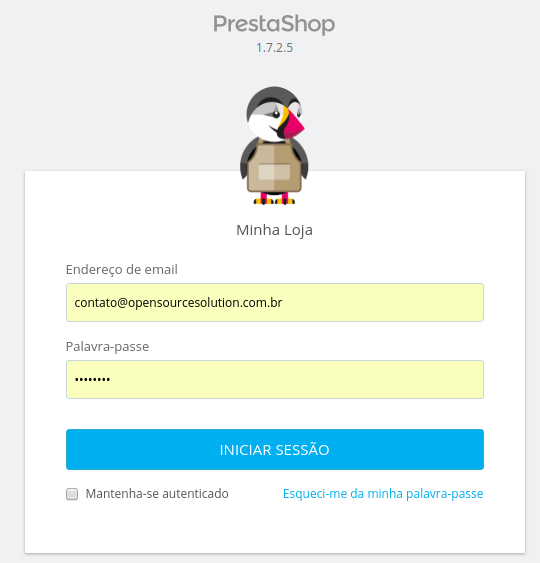 PrestaShop
1.7.2.5
Minha Loja
Endereço de email
contato@opensourcesolution.com.br
Palavra-passe
••••••••
INICIAR SESSÃO
Mantenha-se autenticado Esqueci-me da minha palavra-passe